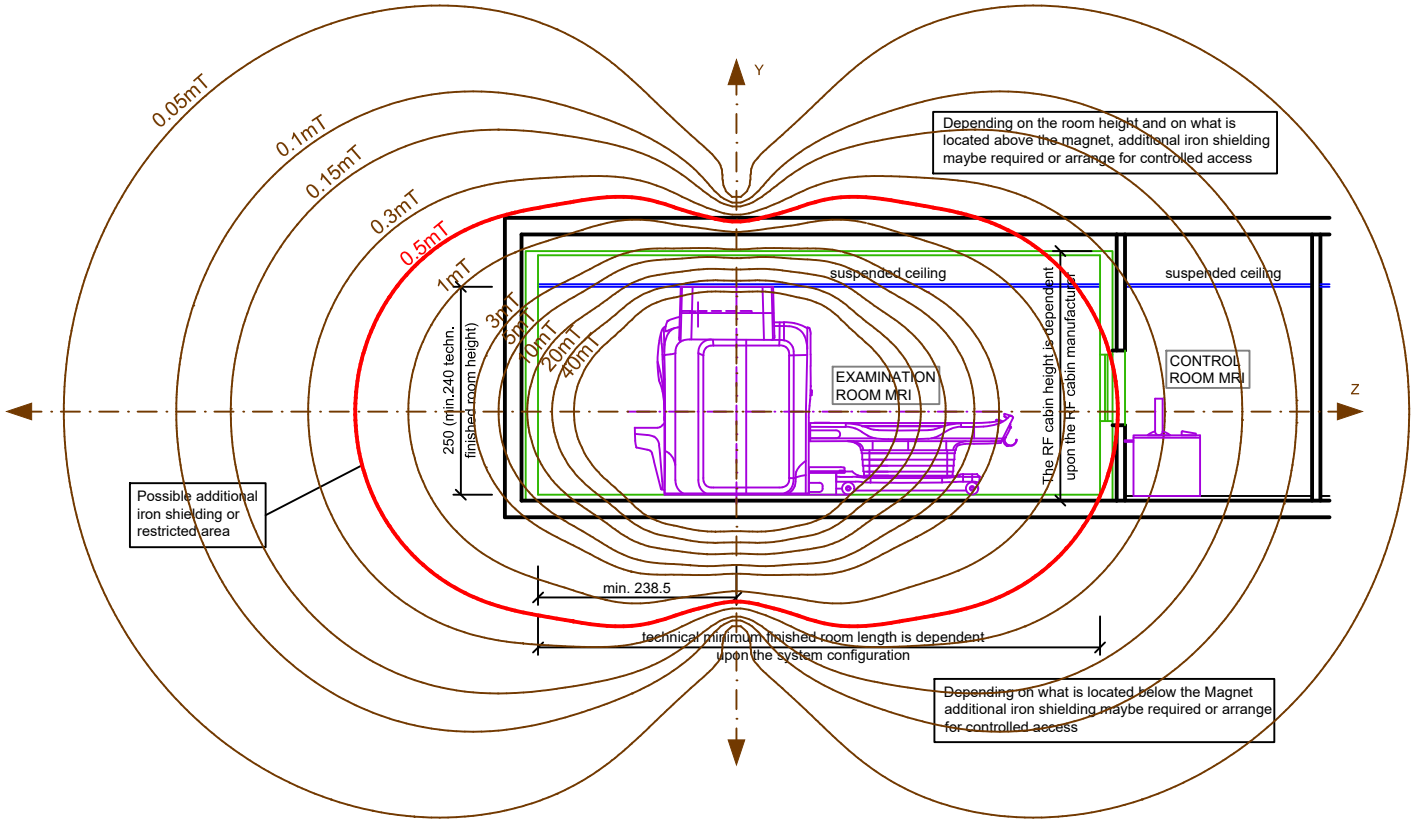 Y
0.05mT
Depending on the room height and on what is
located above the magnet, additional iron shielding
maybe required or arrange for controlled access
0.1mT
0.15mT
0.3mT
0.5mT
1mT
3mT
5mT
10mT
20mT
40mT
suspended ceiling
suspended ceiling
250 (min.240 techn.
finished room height)
The RF cabin height is dependent
upon the RF cabin manufacturer
EXAMINATION
ROOM MRI
CONTROL
ROOM MRI
Z
Possible additional
iron shielding or
restricted area
min. 238.5
technical minimum finished room length is dependent
upon the system configuration
Depending on what is located below the Magnet
additional iron shielding maybe required or arrange
for controlled access